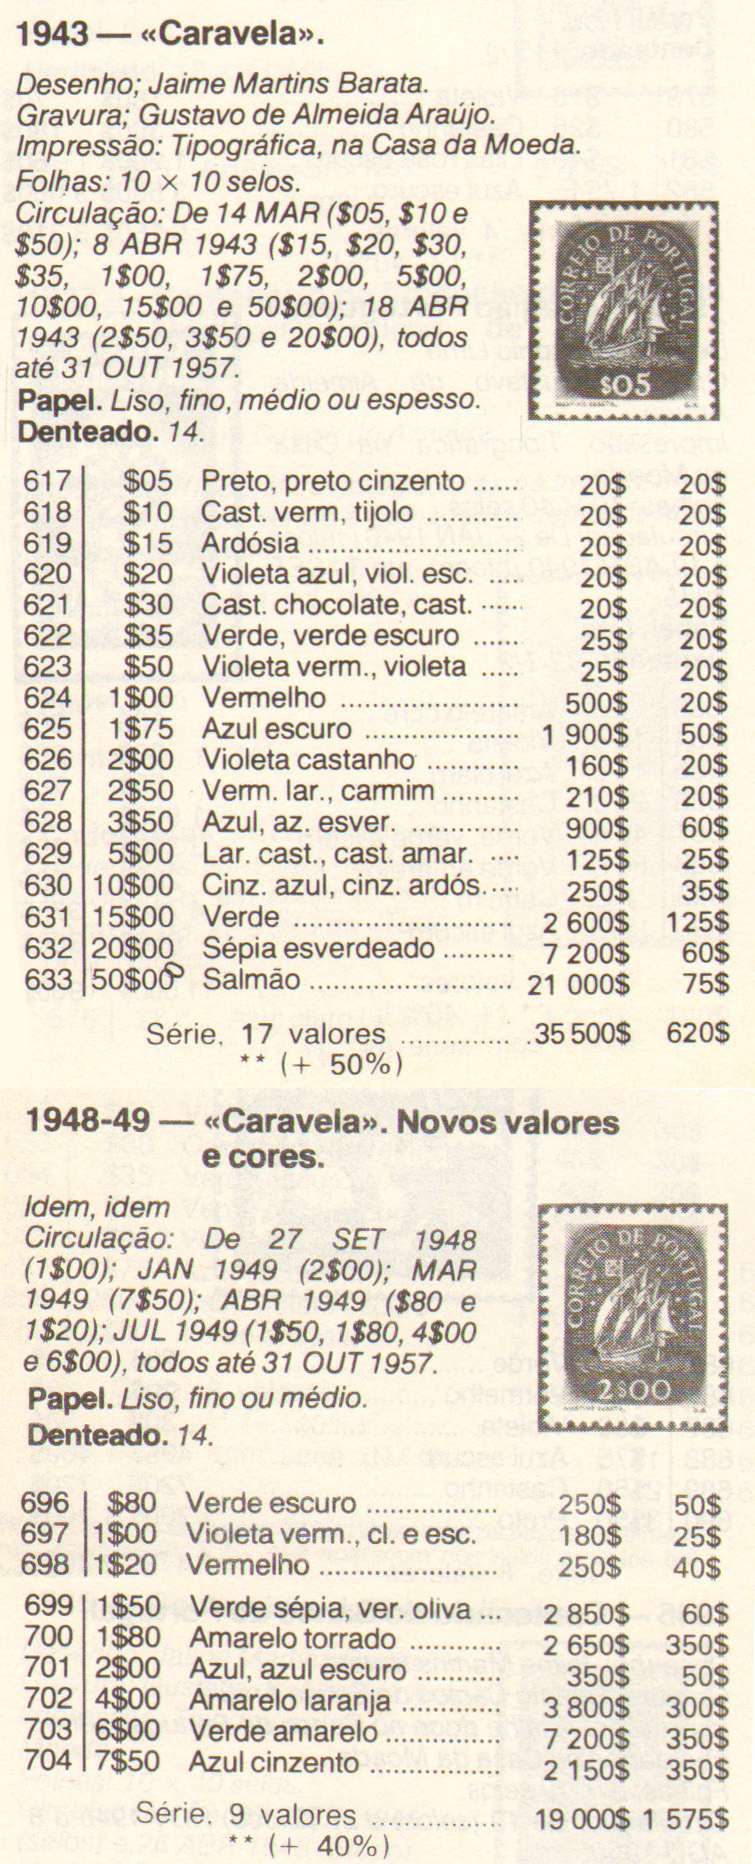 1943 — «Caravela».
Desenho; Jaime Martins Barata.
Gravura; Gustavo de Almeida Araújo.
Impressão: Tipográfica, na Casa da Moeda.
Folhas: 10 × 10 selos.
Circulação: De 14 MAR ($05, $10 e
$50); 8 ABR 1943 ($15, $20, $30,
$35, 1$00, 1$75, 2$00, 5$00,
10$00, 15$00 e 50$00); 18 ABR
1943 (2$50, 3$50 e 20$00), todos
até 31 OUT 1957.
Papel. Liso, fino, médio ou espesso.
Denteado. 14.
CORREIO DE PORTUGAL
$05
617 $05 Preto, preto cinzento ...... 20$ 20$
618 $10 Cast. verm, tijolo ............ 20$ 20$
619 $15 Ardósia ........................... 20$ 20$
620 $20 Violeta azul, viol. esc. ..... 20$ 20$
621 $30 Cast. chocolate, cast. ...... 20$ 20$
622 $35 Verde, verde escuro ....... 25$ 20$
623 $50 Violeta verm., violeta ..... 25$ 20$
624 1$00 Vermelho ....................... 500$ 20$
625 1$75 Azul escuro .................... 1 900$ 50$
626 2$00 Violeta castanho ............ 160$ 20$
627 2$50 Verm. lar., carmim ........... 210$ 20$
628 3$50 Azul, az. esver. ................ 900$ 60$
629 5$00 Lar. cast., cast. amar. ...... 125$ 25$
630 10$00 Cinz. azul, cinz. ardós. .... 250$ 35$
631 15$00 Verde ............................. 2 600$ 125$
632 20$00 Sépia esverdeado ......... 7 200$ 60$
633 50$00 Salmão .......................... 21 000$ 75$
Série. 17 valores ................ 35 500$ 620$
** (+ 50%)
1948-49 — «Caravela». Novos valores
e cores.
Idem, idem
Circulação: De 27 SET 1948
(1$00); JAN 1949 (2$00); MAR
1949 (7$50); ABR 1949 ($80 e
1$20); JUL 1949 (1$50, 1$80, 4$00
e 6$00), todos até 31 OUT 1957.
Papel. Liso, fino ou médio.
Denteado. 14.
CORREIO DE PORTUGAL
2$00
696 $80 Verde escuro ................. 250$ 50$
697 1$00 Violeta verm., cl. e esc. 180$ 25$
698 1$20 Vermelho ....................... 250$ 40$
699 1$50 Verde sépia, ver. oliva .... 2 850$ 60$
700 1$80 Amarelo torrado ............ 2 650$ 350$
701 2$00 Azul, azul escuro ........... 350$ 50$
702 4$00 Amarelo laranja ............. 3 800$ 300$
703 6$00 Verde amarelo ............... 7 200$ 350$
704 7$50 Azul cinzento ................. 2 150$ 350$
Série. 9 valores .................. 19 000$ 1 575$
** (+ 40%)